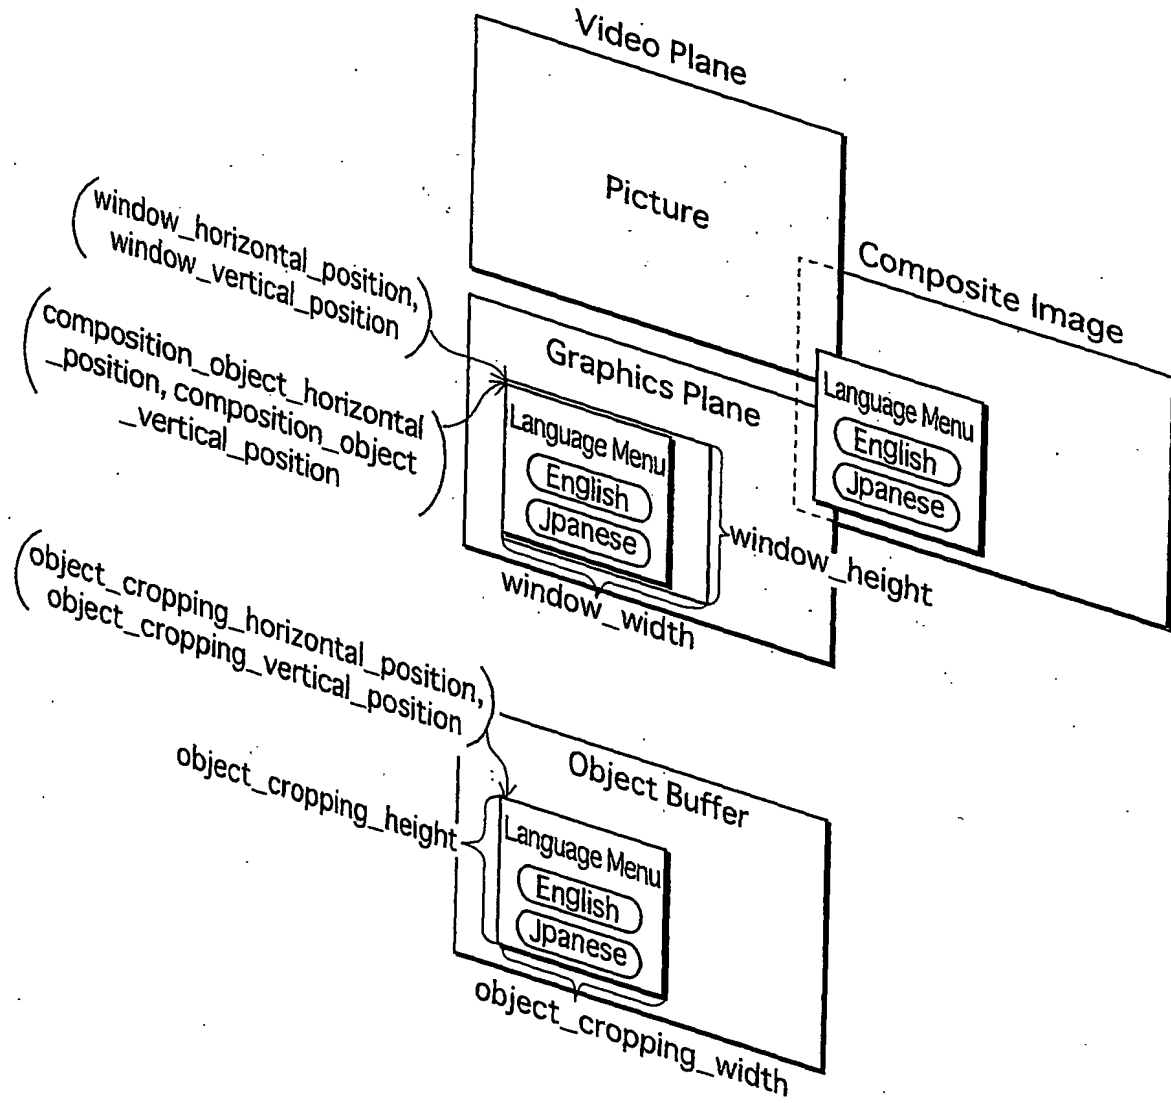 Video Plane
Picture
(window_horizontal_position,
window_vertical_position)
Composite Image
(composition_object_horizontal
_position, composition_object
_vertical_position)
Graphics Plane
Language Menu
English
Jpanese
Language Menu
English
Jpanese
window_height
window_width
(object_cropping_horizontal_position,
object_cropping_vertical_position)
object_cropping_height
Object Buffer
Language Menu
English
Jpanese
object_cropping_width